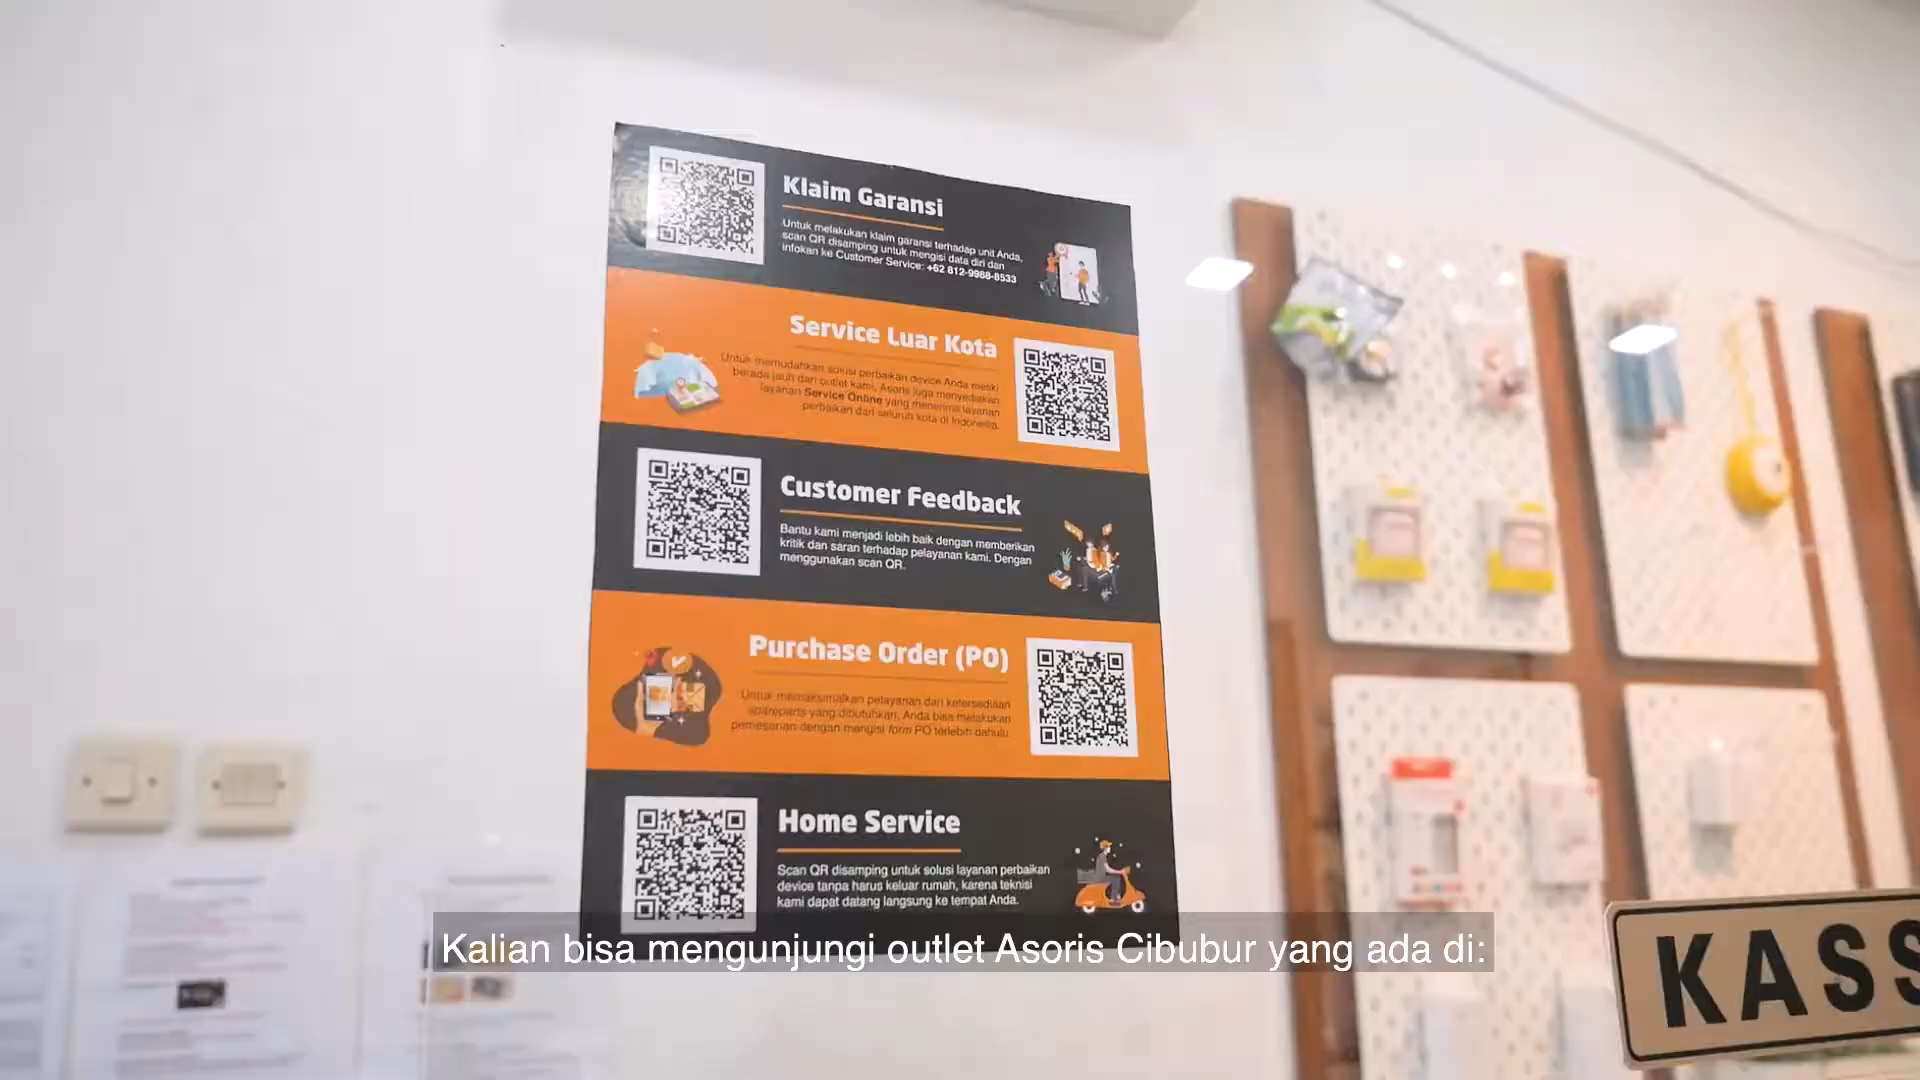 Klaim Garansi
Untuk melakukan klaim garansi terhadap unit Anda,
scan QR disamping untuk mengisi data diri dan
infokan ke Customer Service: +62 812-9988-8533
Service Luar Kota
Untuk memudahkan solusi perbaikan device Anda meski
berada jauh dari outlet kami, Asoris juga menyediakan
layanan Service Online yang menerima layanan
perbaikan dari seluruh kota di Indonesia.
Customer Feedback
Bantu kami menjadi lebih baik dengan memberikan
kritik dan saran terhadap pelayanan kami. Dengan
menggunakan scan QR.
Purchase Order (PO)
Untuk memaksimalkan pelayanan dan ketersediaan
spareparts yang dibutuhkan, Anda bisa melakukan
pemesanan dengan mengisi form PO terlebih dahulu.
Home Service
Scan QR disamping untuk solusi layanan perbaikan
device tanpa harus keluar rumah, karena teknisi
kami dapat datang langsung ke tempat Anda.
Kalian bisa mengunjungi outlet Asoris Cibubur yang ada di:
KASS